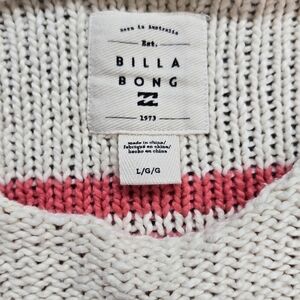 Born in Australia
Est.
BILLA
BONG
1973
made in china/
fabriqué en chine/
hecho en china
L/G/G